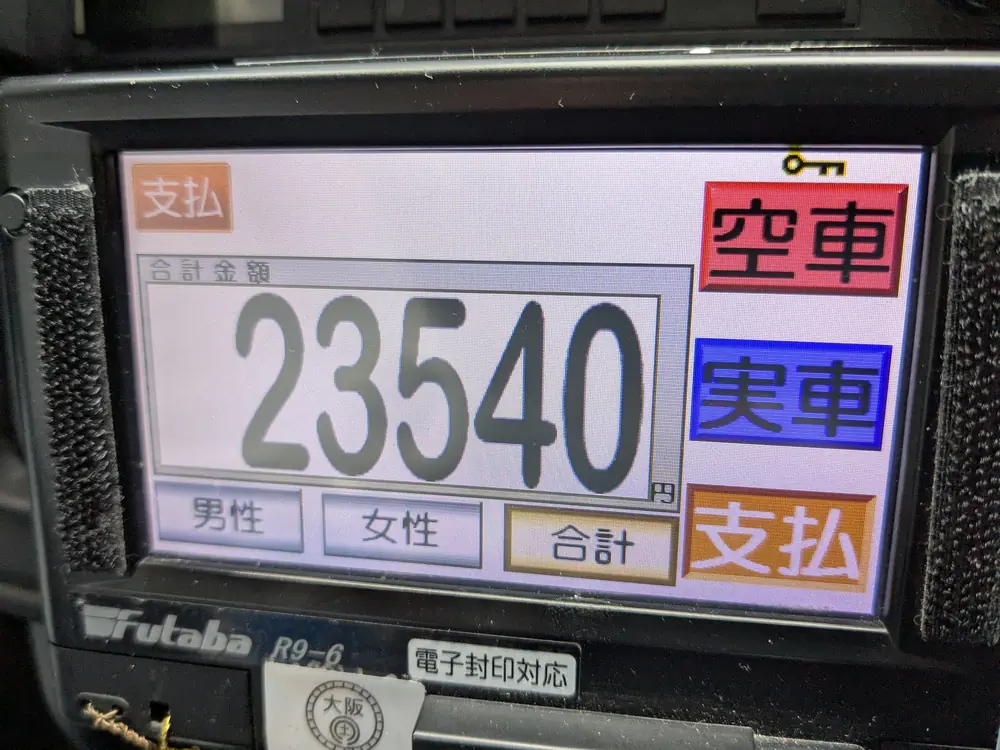 支払
空車
合計金額
23540
円
実車
男性
女性
合計
支払
Futaba R9-6
電子封印対応
大阪